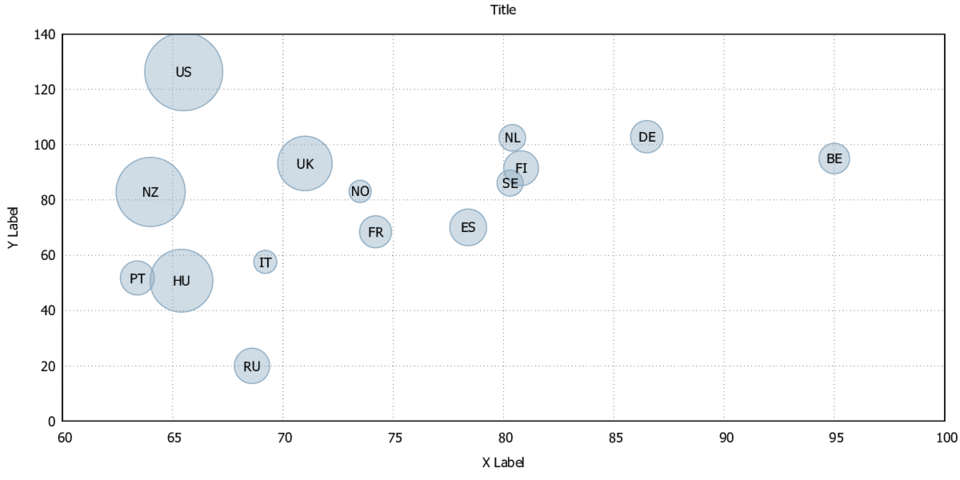 Title
140
120
100
80
60
40
20
0
Y Label
US
NL
DE
UK
FI
BE
SE
NZ
NO
FR
ES
IT
PT
HU
RU
60 65 70 75 80 85 90 95 100
X Label